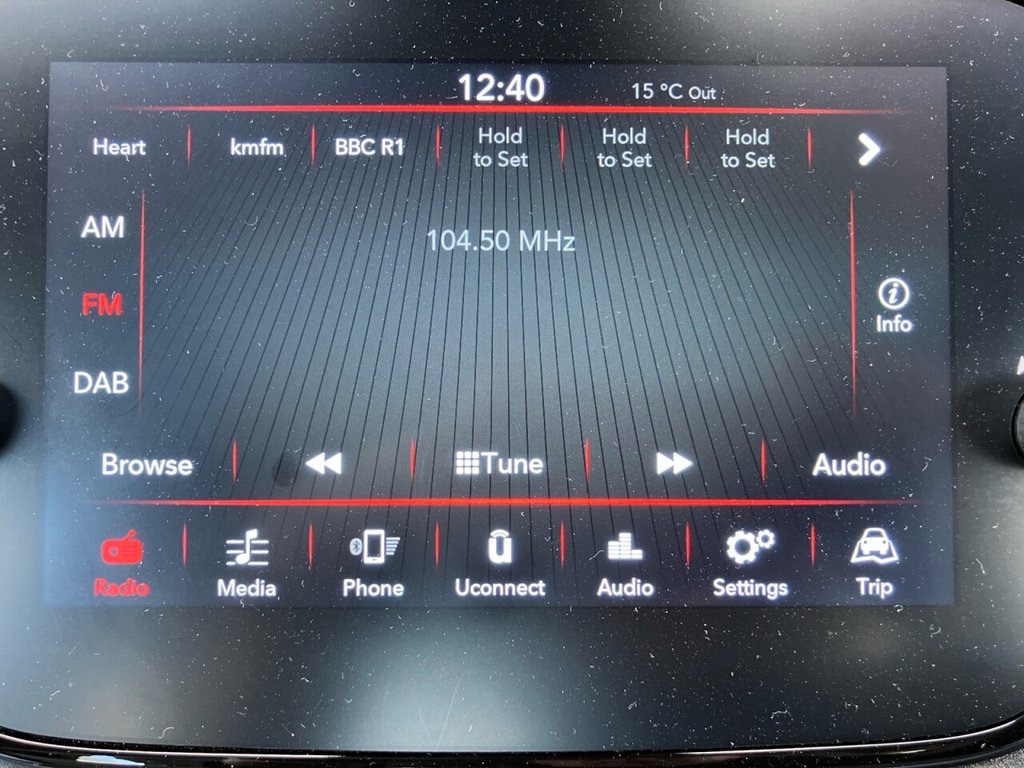 12:40 15 °C Out
Heart kmfm BBC R1 Hold to Set Hold to Set Hold to Set
AM
104.50 MHz
FM
Info
DAB
Browse Tune Audio
Radio Media Phone Uconnect Audio Settings Trip